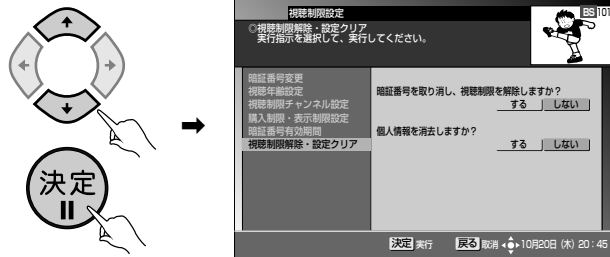 決定
視聴制限設定
BS 101
◎視聴制限解除・設定クリア
実行指示を選択して、実行してください。
暗証番号変更
視聴年齢設定
視聴制限チャンネル設定
購入制限・表示制限設定
暗証番号有効期間
視聴制限解除・設定クリア
暗証番号を取り消し、視聴制限を解除しますか？
する しない
個人情報を消去しますか？
する しない
決定 実行 戻る 取消 10月20日 (木) 20：45